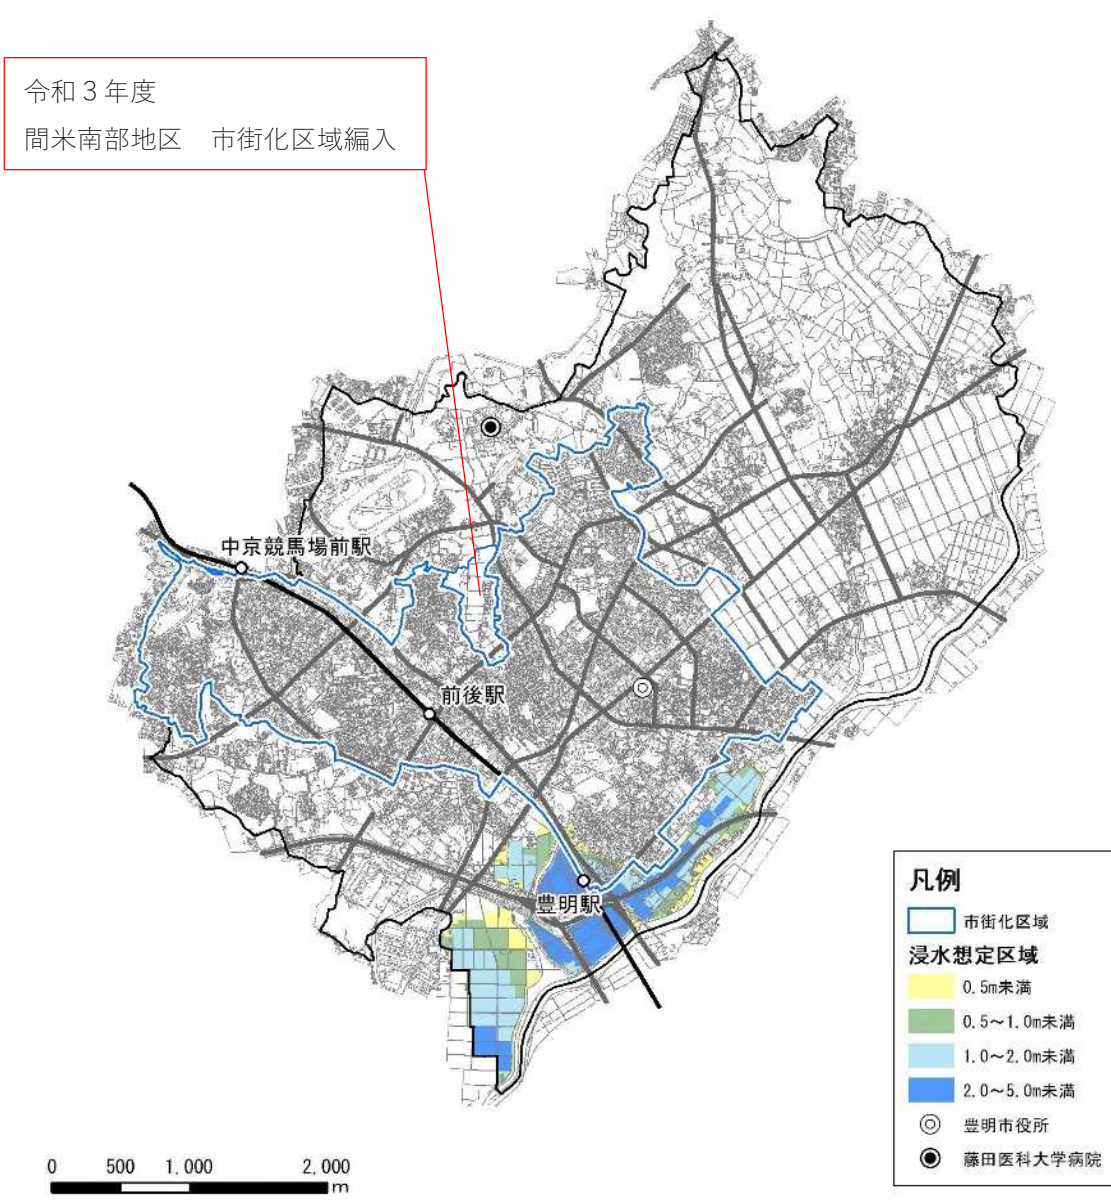 令和３年度
間米南部地区　市街化区域編入
中京競馬場前駅
前後駅
豊明駅
凡例
市街化区域
浸水想定区域
0.5m未満
0.5～1.0m未満
1.0～2.0m未満
2.0～5.0m未満
豊明市役所
藤田医科大学病院
0 500 1,000 2,000
m